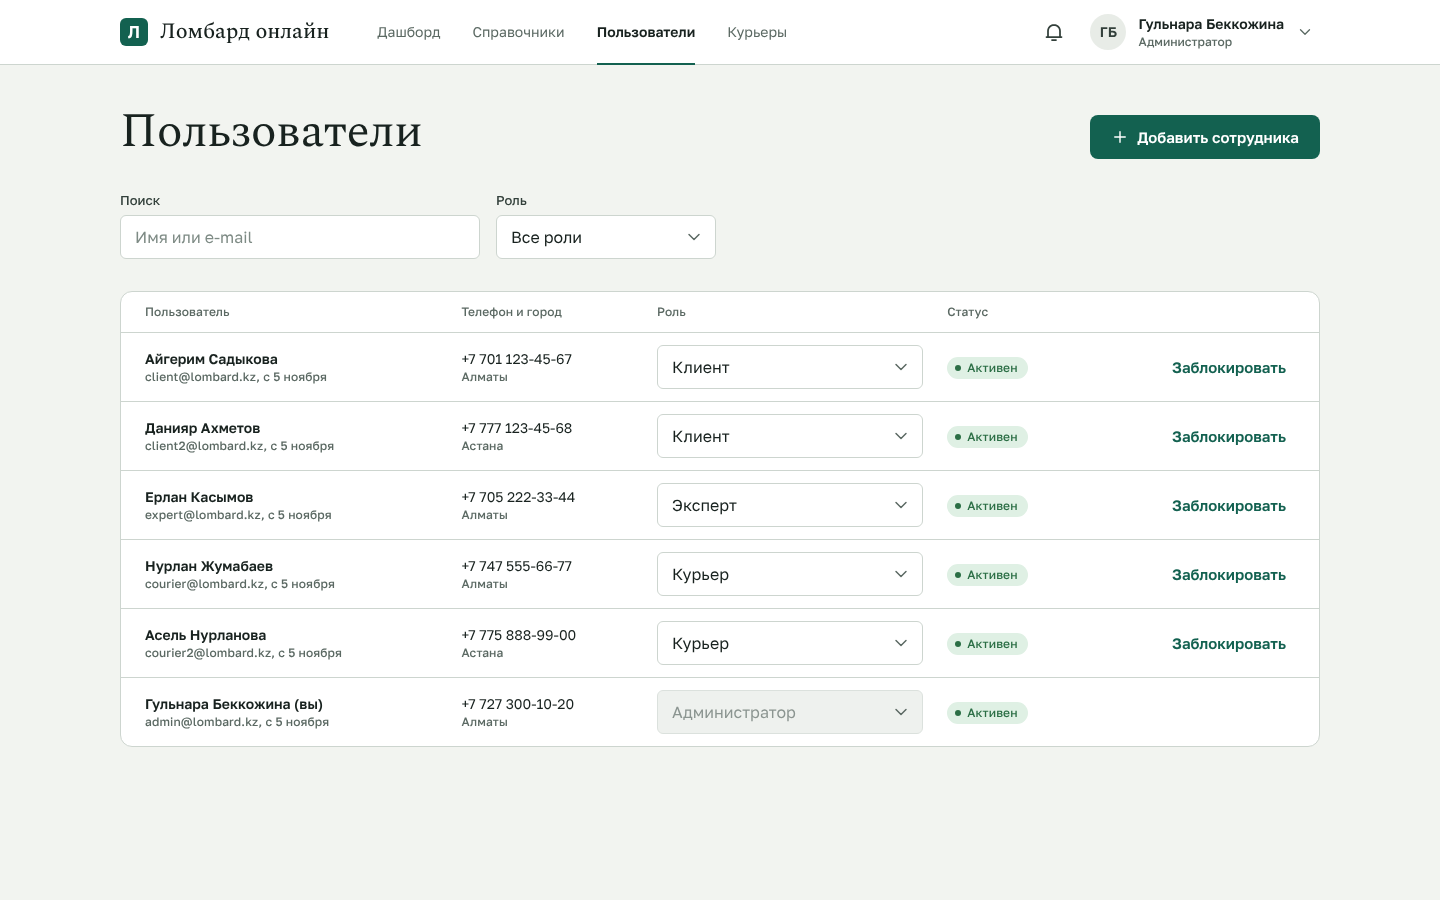 Л Ломбард онлайн Дашборд Справочники Пользователи Курьеры ГБ Гульнара Беккожина
Администратор
Пользователи
+ Добавить сотрудника
Поиск Роль
Имя или e-mail Все роли
Пользователь Телефон и город Роль Статус
Айгерим Садыкова +7 701 123-45-67 Клиент Активен Заблокировать
client@lombard.kz, с 5 ноября Алматы
Данияр Ахметов +7 777 123-45-68 Клиент Активен Заблокировать
client2@lombard.kz, с 5 ноября Астана
Ерлан Касымов +7 705 222-33-44 Эксперт Активен Заблокировать
expert@lombard.kz, с 5 ноября Алматы
Нурлан Жумабаев +7 747 555-66-77 Курьер Активен Заблокировать
courier@lombard.kz, с 5 ноября Алматы
Асель Нурланова +7 775 888-99-00 Курьер Активен Заблокировать
courier2@lombard.kz, с 5 ноября Астана
Гульнара Беккожина (вы) +7 727 300-10-20 Администратор Активен
admin@lombard.kz, с 5 ноября Алматы